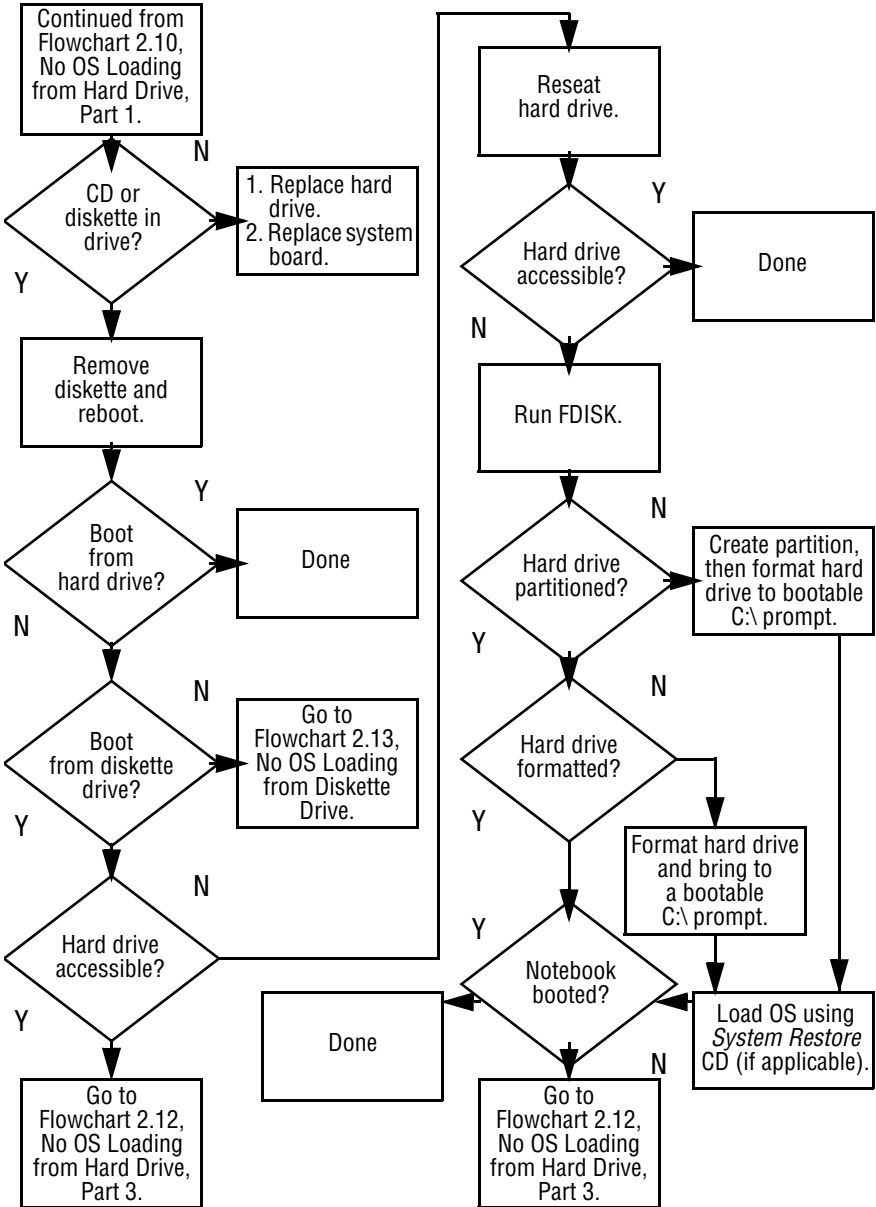 Continued from
Flowchart 2.10,
No OS Loading
from Hard Drive,
Part 1.
N
CD or
diskette in
drive?
1. Replace hard
drive.
2. Replace system
board.
Y
Remove
diskette and
reboot.
Y
Boot
from
hard drive?
Done
N
N
Boot
from diskette
drive?
Go to
Flowchart 2.13,
No OS Loading
from Diskette
Drive.
Y
N
Hard drive
accessible?
Y
Go to
Flowchart 2.12,
No OS Loading
from Hard Drive,
Part 3.
Reseat
hard drive.
Y
Hard drive
accessible?
Done
N
Run FDISK.
N
Hard drive
partitioned?
Create partition,
then format hard
drive to bootable
C:\ prompt.
Y
N
Hard drive
formatted?
Y
Format hard drive
and bring to
a bootable
C:\ prompt.
Y
Notebook
booted?
Done
Load OS using
System Restore
CD (if applicable).
N
Go to
Flowchart 2.12,
No OS Loading
from Hard Drive,
Part 3.